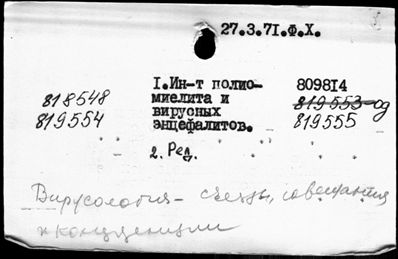 27.3.71.Ф.Х.
I.Ин-т полио- 809814
818548 миелита и 819553-од
819554 вирусных 819555
энцефалитов.
2. Ред. " "
Вирусология - съезды, совещания
и конференции